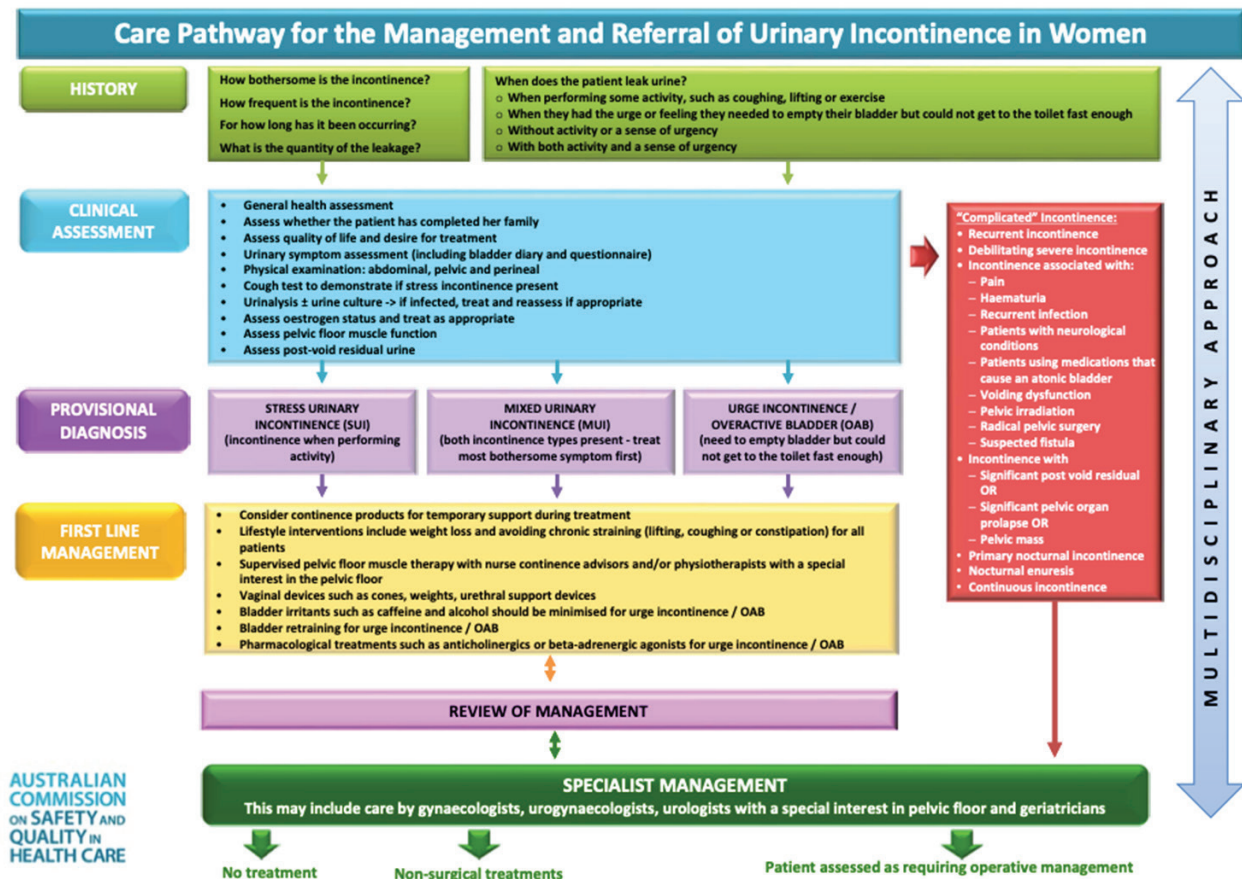 Care Pathway for the Management and Referral of Urinary Incontinence in Women
HISTORY
How bothersome is the incontinence?
How frequent is the incontinence?
For how long has it been occurring?
What is the quantity of the leakage?
When does the patient leak urine?
o When performing some activity, such as coughing, lifting or exercise
o When they had the urge or feeling they needed to empty their bladder but could not get to the toilet fast enough
o Without activity or a sense of urgency
o With both activity and a sense of urgency
CLINICAL
ASSESSMENT
• General health assessment
• Assess whether the patient has completed her family
• Assess quality of life and desire for treatment
• Urinary symptom assessment (including bladder diary and questionnaire)
• Physical examination: abdominal, pelvic and perineal
• Cough test to demonstrate if stress incontinence present
• Urinalysis ± urine culture -> if infected, treat and reassess if appropriate
• Assess oestrogen status and treat as appropriate
• Assess pelvic floor muscle function
• Assess post-void residual urine
"Complicated" Incontinence:
• Recurrent incontinence
• Debilitating severe incontinence
• Incontinence associated with:
– Pain
– Haematuria
– Recurrent infection
– Patients with neurological
conditions
– Patients using medications that
cause an atonic bladder
– Voiding dysfunction
– Pelvic irradiation
– Radical pelvic surgery
– Suspected fistula
• Incontinence with
– Significant post void residual
OR
– Significant pelvic organ
prolapse OR
– Pelvic mass
• Primary nocturnal incontinence
• Nocturnal enuresis
• Continuous incontinence
PROVISIONAL
DIAGNOSIS
STRESS URINARY
INCONTINENCE (SUI)
(incontinence when performing
activity)
MIXED URINARY
INCONTINENCE (MUI)
(both incontinence types present - treat
most bothersome symptom first)
URGE INCONTINENCE /
OVERACTIVE BLADDER (OAB)
(need to empty bladder but could
not get to the toilet fast enough)
FIRST LINE
MANAGEMENT
• Consider continence products for temporary support during treatment
• Lifestyle interventions include weight loss and avoiding chronic straining (lifting, coughing or constipation) for all
patients
• Supervised pelvic floor muscle therapy with nurse continence advisors and/or physiotherapists with a special
interest in the pelvic floor
• Vaginal devices such as cones, weights, urethral support devices
• Bladder irritants such as caffeine and alcohol should be minimised for urge incontinence / OAB
• Bladder retraining for urge incontinence / OAB
• Pharmacological treatments such as anticholinergics or beta-adrenergic agonists for urge incontinence / OAB
REVIEW OF MANAGEMENT
SPECIALIST MANAGEMENT
This may include care by gynaecologists, urogynaecologists, urologists with a special interest in pelvic floor and geriatricians
No treatment
Non-surgical treatments
Patient assessed as requiring operative management
MULTIDISCIPLINARY APPROACH
AUSTRALIAN
COMMISSION
ON SAFETY AND
QUALITY IN
HEALTH CARE